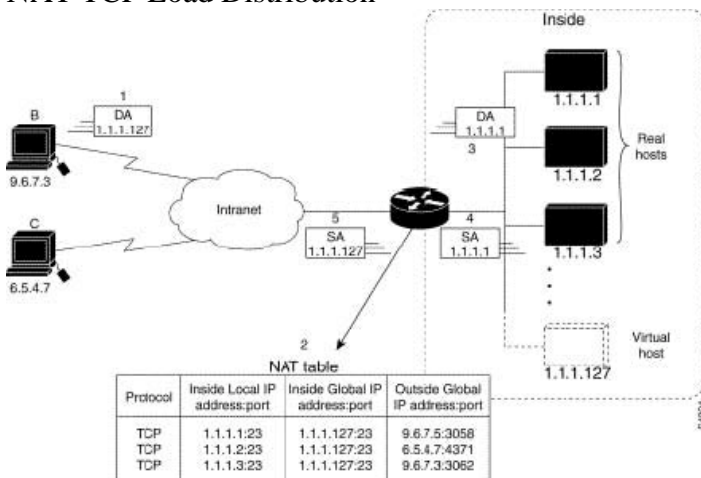 NAT TCP Load Distribution
Inside
B
1
DA
1.1.1.127
9.6.7.3
C
6.5.4.7
Intranet
DA
1.1.1.1
3
5
SA
1.1.1.127
4
SA
1.1.1.1
1.1.1.1
1.1.1.2
1.1.1.3
Real
hosts
Virtual
host
1.1.1.127
2
NAT table
Protocol
Inside Local IP
address:port
Inside Global IP
address:port
Outside Global
IP address:port
TCP 1.1.1.1:23 1.1.1.127:23 9.6.7.5:3058
TCP 1.1.1.2:23 1.1.1.127:23 6.5.4.7:4371
TCP 1.1.1.3:23 1.1.1.127:23 9.6.7.3:3062